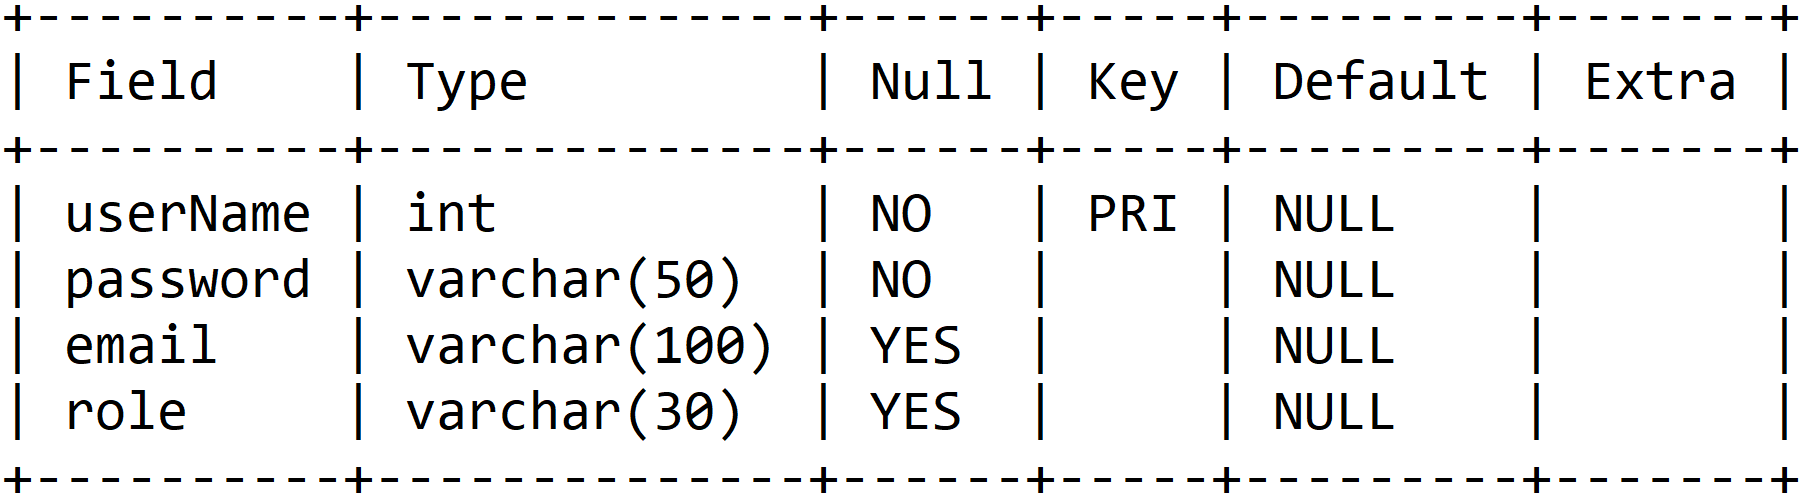 +----------+--------------+------+-----+---------+-------+
| Field    | Type         | Null | Key | Default | Extra |
+----------+--------------+------+-----+---------+-------+
| userName | int          | NO   | PRI | NULL    |       |
| password | varchar(50)  | NO   |     | NULL    |       |
| email    | varchar(100) | YES  |     | NULL    |       |
| role     | varchar(30)  | YES  |     | NULL    |       |
+----------+--------------+------+-----+---------+-------+